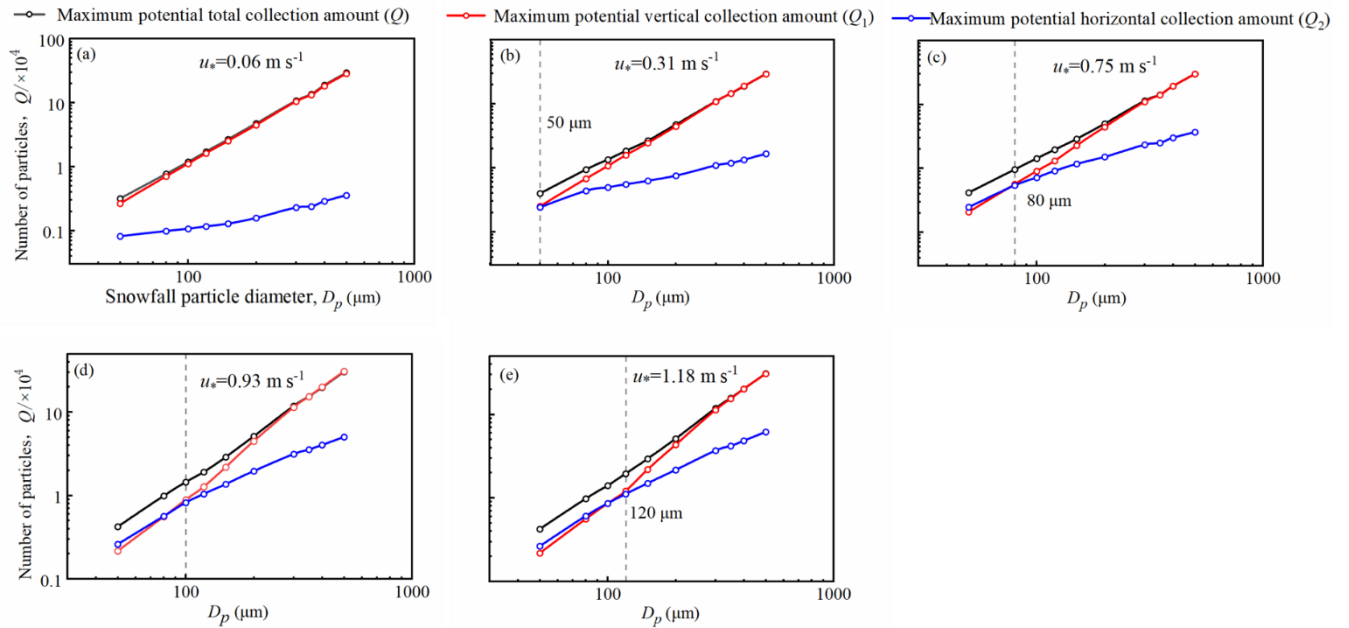 Maximum potential total collection amount (Q) Maximum potential vertical collection amount (Q1) Maximum potential horizontal collection amount (Q2)
(a)
u*=0.06 m s-1
Number of particles, Q/×10^4
100
10
1
0.1
100
1000
Snowfall particle diameter, Dp (μm)
(b)
u*=0.31 m s-1
50 μm
100
1000
Dp (μm)
(c)
u*=0.75 m s-1
80 μm
100
1000
Dp (μm)
(d)
u*=0.93 m s-1
Number of particles, Q/×10^4
10
1
0.1
100
1000
Dp (μm)
(e)
u*=1.18 m s-1
120 μm
100
1000
Dp (μm)